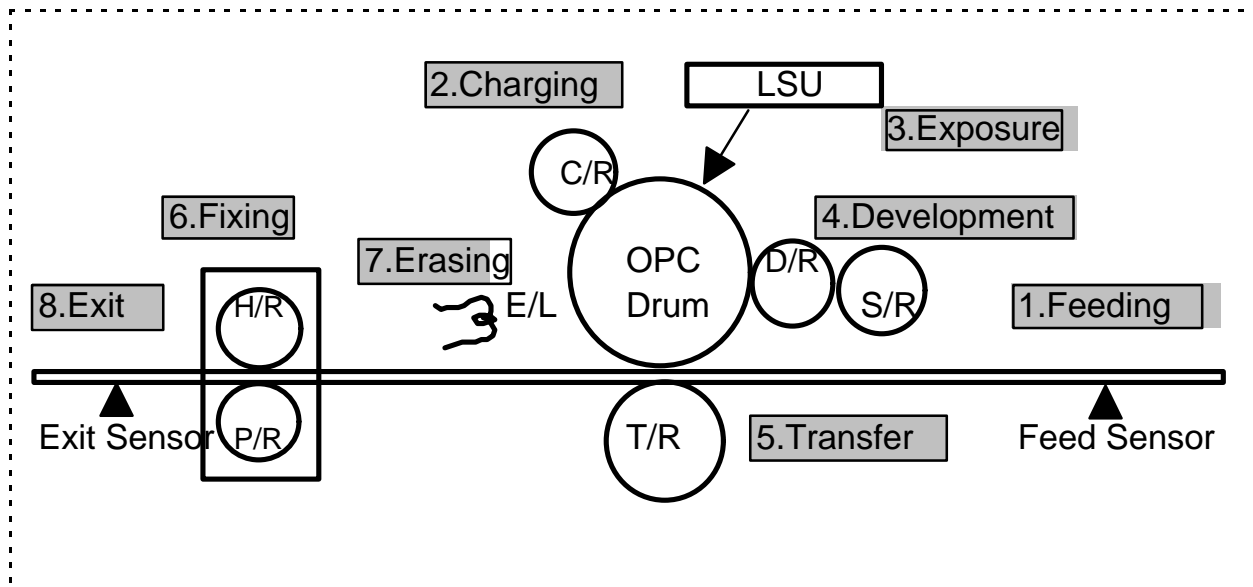 2.Charging
LSU
3.Exposure
C/R
6.Fixing
4.Development
7.Erasing
OPC
Drum
D/R
8.Exit
H/R
E/L
S/R
1.Feeding
Exit Sensor
P/R
T/R
5.Transfer
Feed Sensor